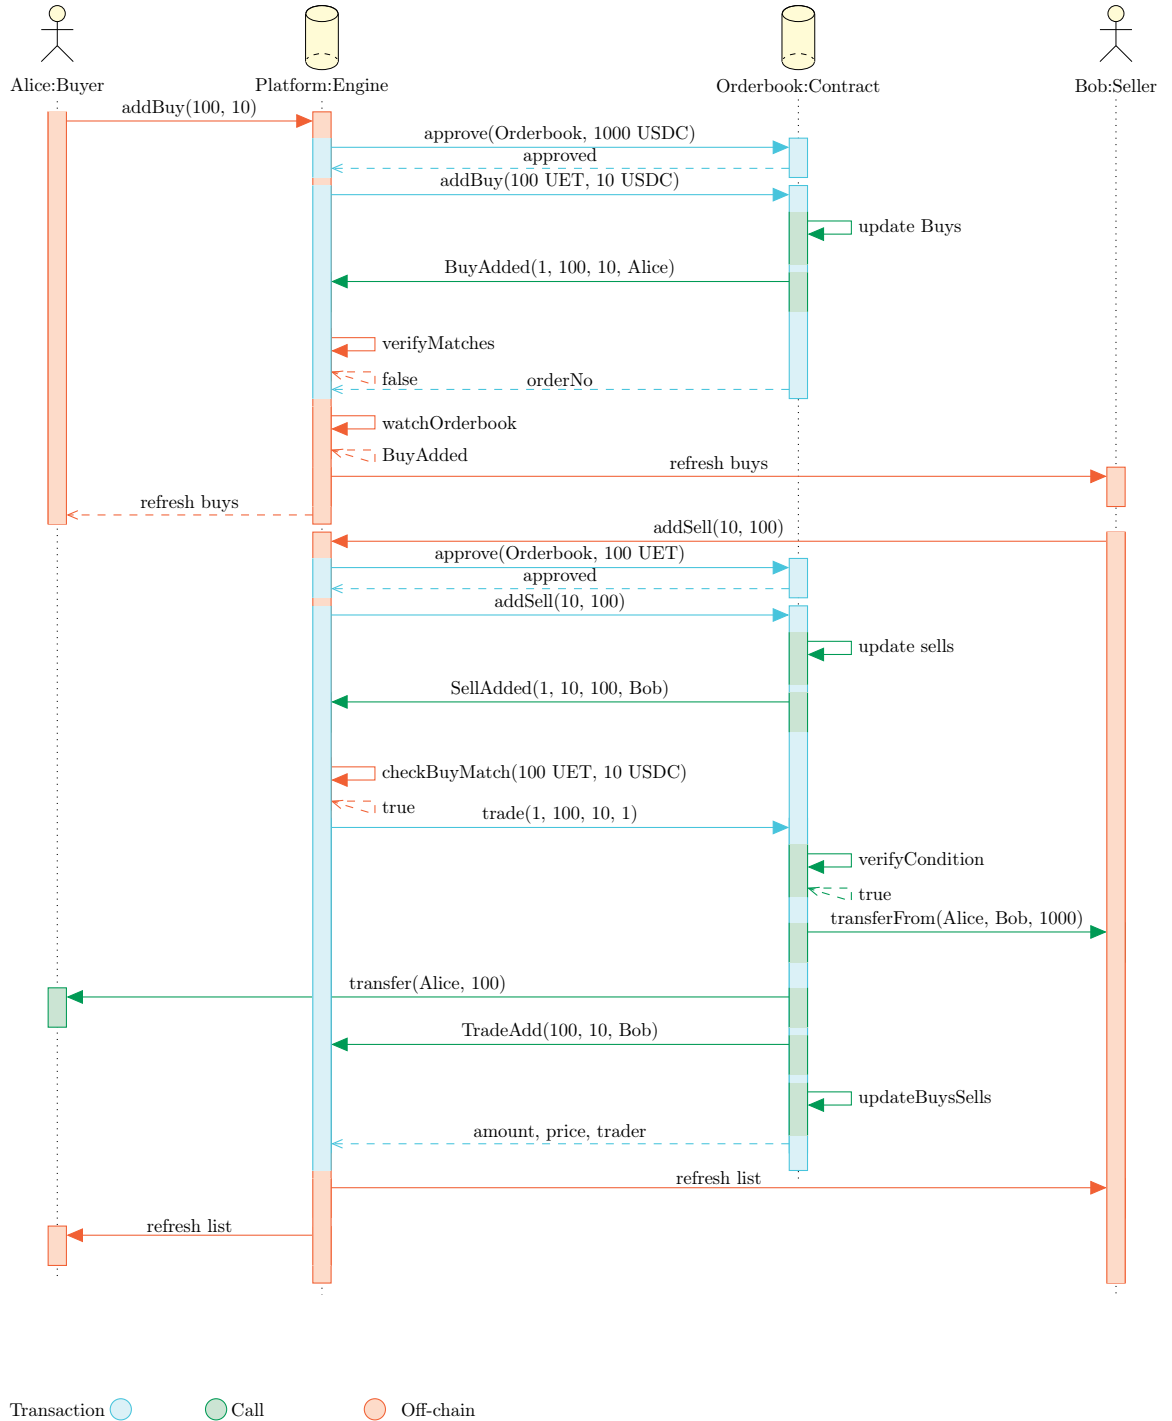 Alice:Buyer
Platform:Engine
Orderbook:Contract
Bob:Seller
addBuy(100, 10)
approve(Orderbook, 1000 USDC)
approved
addBuy(100 UET, 10 USDC)
update Buys
BuyAdded(1, 100, 10, Alice)
verifyMatches
false
orderNo
watchOrderbook
BuyAdded
refresh buys
refresh buys
addSell(10, 100)
approve(Orderbook, 100 UET)
approved
addSell(10, 100)
update sells
SellAdded(1, 10, 100, Bob)
checkBuyMatch(100 UET, 10 USDC)
true
trade(1, 100, 10, 1)
verifyCondition
true
transferFrom(Alice, Bob, 1000)
transfer(Alice, 100)
TradeAdd(100, 10, Bob)
updateBuysSells
amount, price, trader
refresh list
refresh list
Transaction
Call
Off-chain